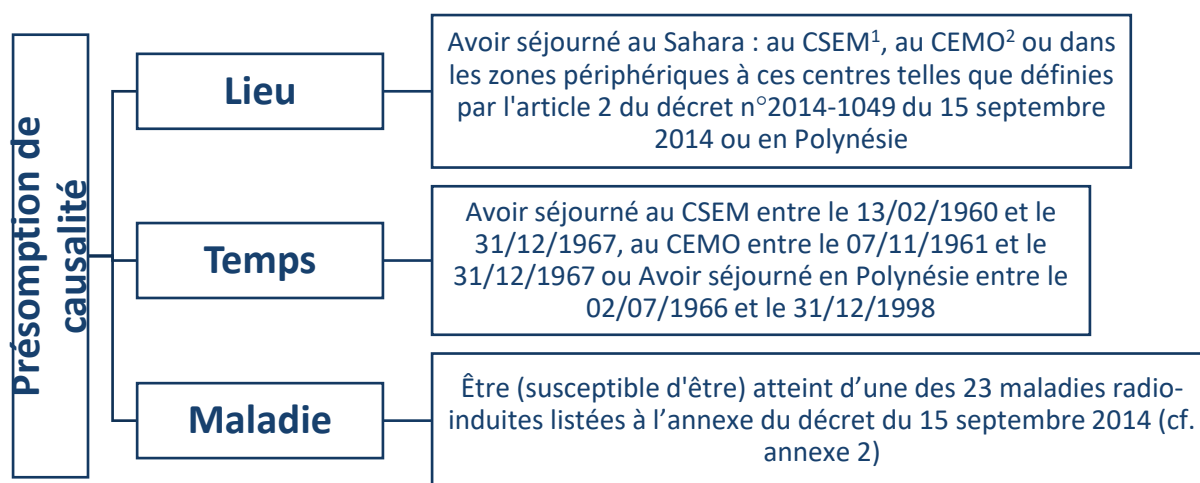 Présomption de
causalité
Lieu
Avoir séjourné au Sahara : au CSEM¹, au CEMO² ou dans
les zones périphériques à ces centres telles que définies
par l'article 2 du décret n°2014-1049 du 15 septembre
2014 ou en Polynésie
Temps
Avoir séjourné au CSEM entre le 13/02/1960 et le
31/12/1967, au CEMO entre le 07/11/1961 et le
31/12/1967 ou Avoir séjourné en Polynésie entre le
02/07/1966 et le 31/12/1998
Maladie
Être (susceptible d'être) atteint d’une des 23 maladies radio-
induites listées à l’annexe du décret du 15 septembre 2014 (cf.
annexe 2)